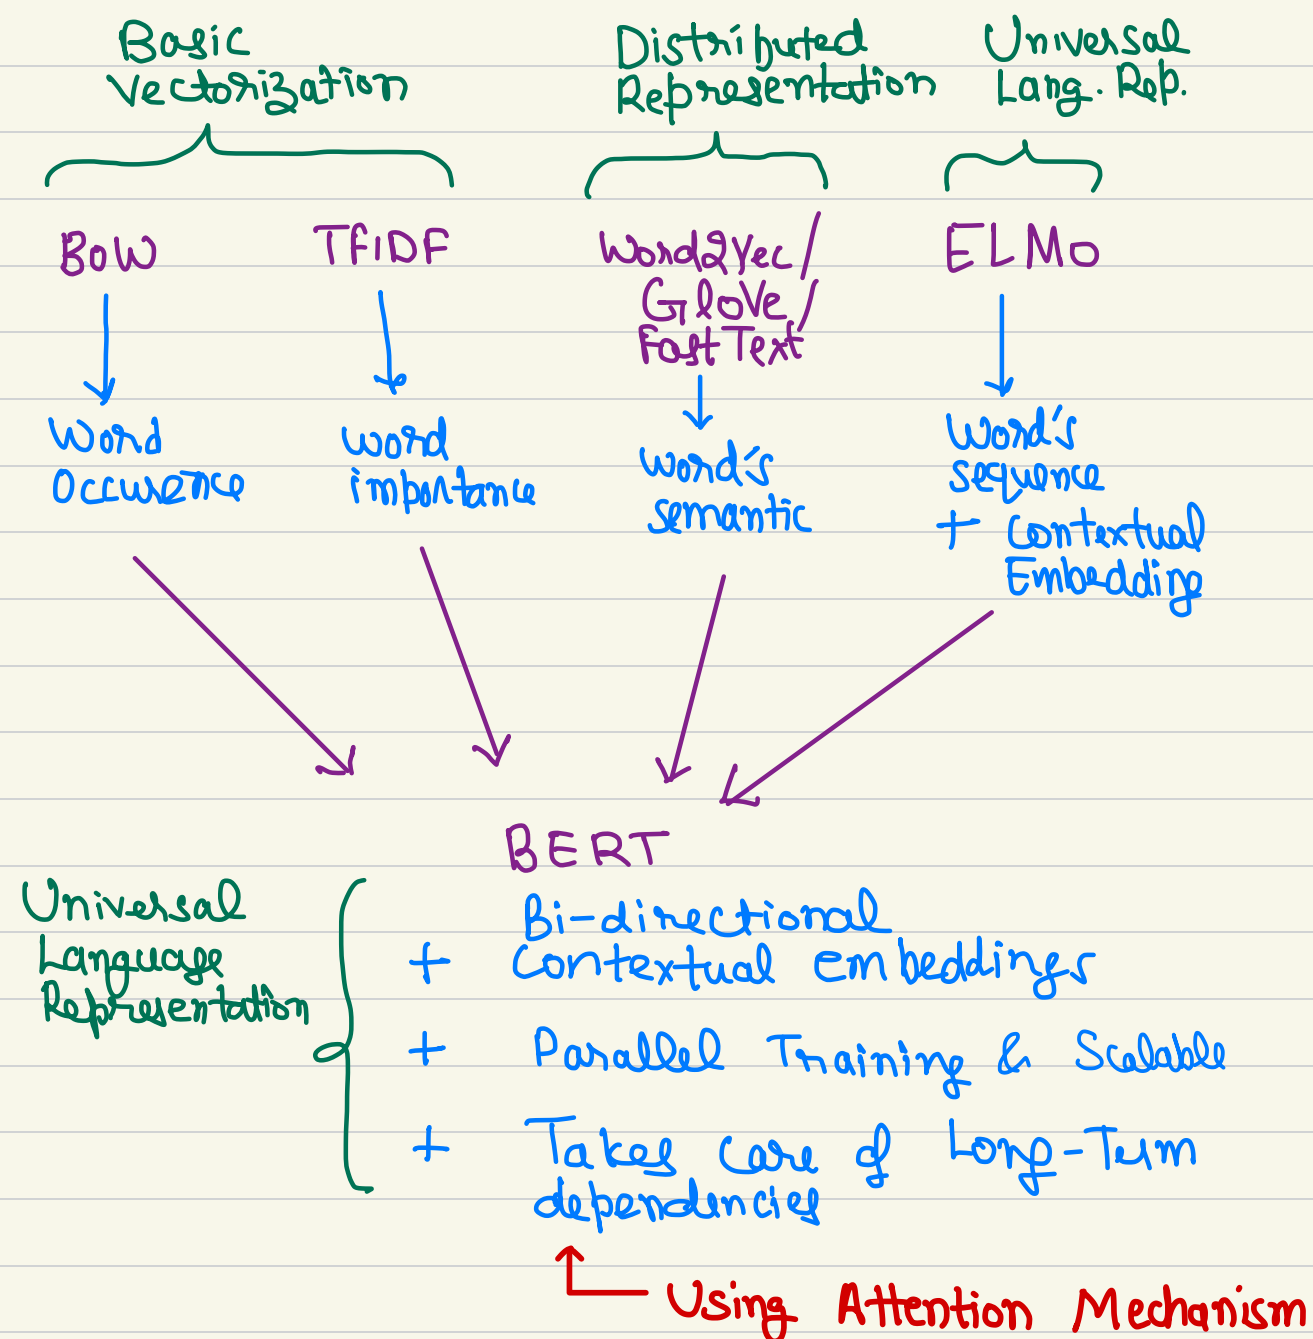 Basic
Vectorization
Distributed
Representation
Universal
Lang. Rep.
BoW
TFIDF
Word2Vec/
GloVe/
FastText
ELMo
Word
Occurence
word
importance
word's
semantic
Word's
sequence
+ Contextual
Embedding
BERT
Universal
Language
Representation
Bi-directional
+ Contextual embeddings
+ Parallel Training & Scalable
+ Takes care of Long-Term
dependencies
Using Attention Mechanism